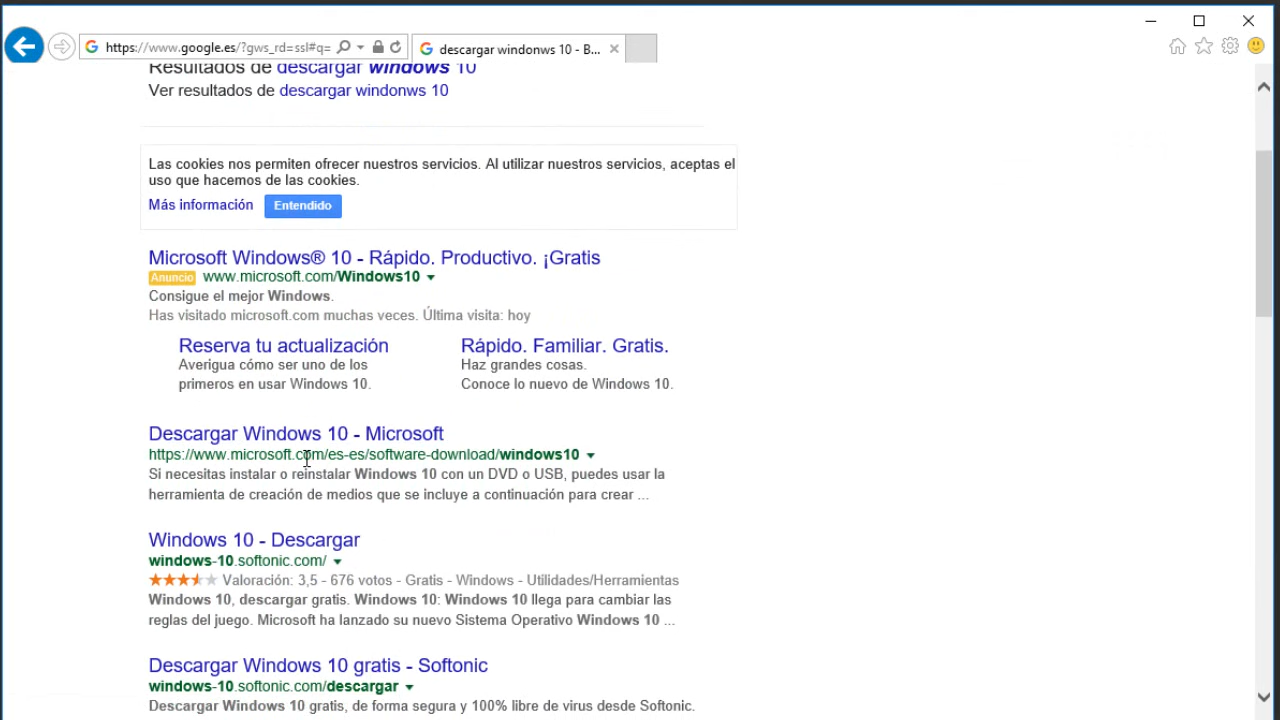 https://www.google.es/?gws_rd=ssl#q=
descargar windonws 10 - B...
Resultados de descargar windows 10
Ver resultados de descargar windonws 10
Las cookies nos permiten ofrecer nuestros servicios. Al utilizar nuestros servicios, aceptas el
uso que hacemos de las cookies.
Más información Entendido
Microsoft Windows® 10 - Rápido. Productivo. ¡Gratis
Anuncio www.microsoft.com/Windows10
Consigue el mejor Windows.
Has visitado microsoft.com muchas veces. Última visita: hoy
Reserva tu actualización
Averigua cómo ser uno de los
primeros en usar Windows 10.
Rápido. Familiar. Gratis.
Haz grandes cosas.
Conoce lo nuevo de Windows 10.
Descargar Windows 10 - Microsoft
https://www.microsoft.com/es-es/software-download/windows10
Si necesitas instalar o reinstalar Windows 10 con un DVD o USB, puedes usar la
herramienta de creación de medios que se incluye a continuación para crear ...
Windows 10 - Descargar
windows-10.softonic.com/
Valoración: 3,5 - 676 votos - Gratis - Windows - Utilidades/Herramientas
Windows 10, descargar gratis. Windows 10: Windows 10 llega para cambiar las
reglas del juego. Microsoft ha lanzado su nuevo Sistema Operativo Windows 10 ...
Descargar Windows 10 gratis - Softonic
windows-10.softonic.com/descargar
Descargar Windows 10 gratis, de forma segura y 100% libre de virus desde Softonic.